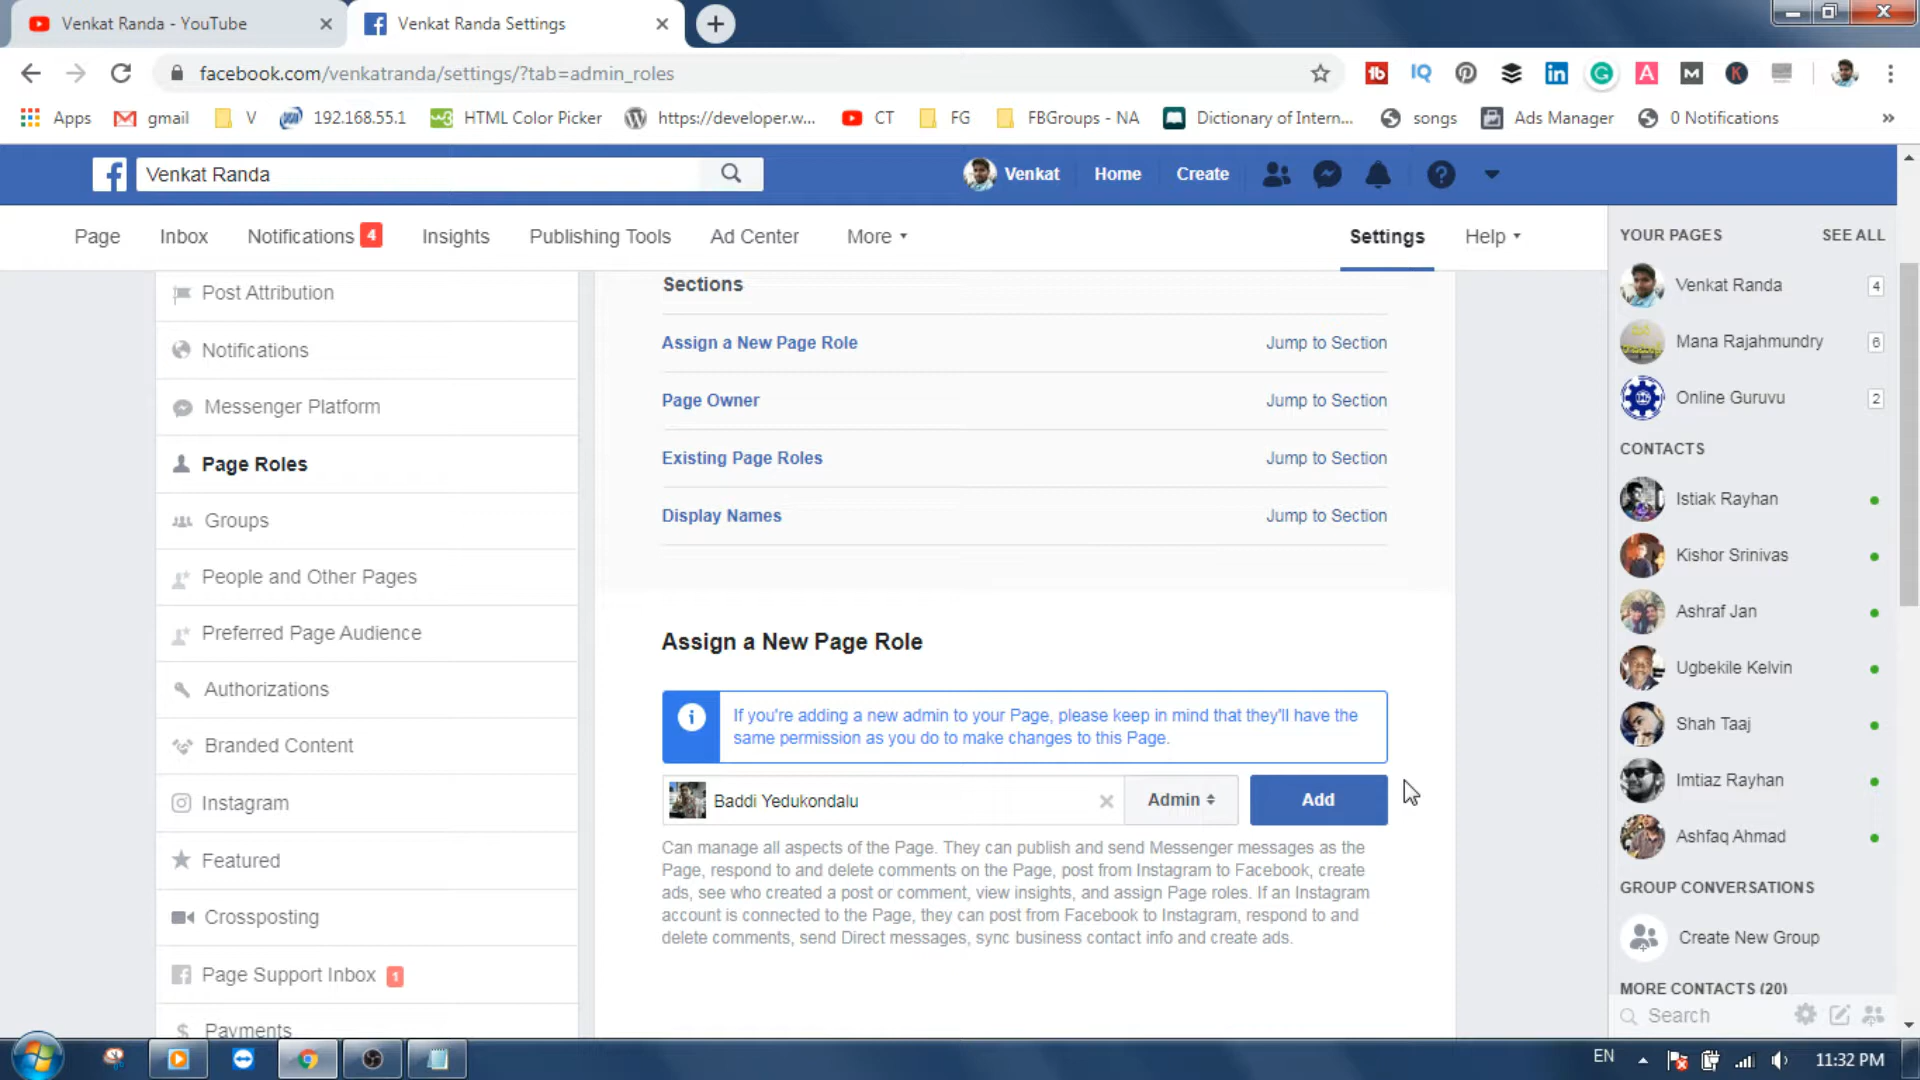 Venkat Randa - YouTube
Venkat Randa Settings
facebook.com/venkatranda/settings/?tab=admin_roles
Apps
gmail
V
192.168.55.1
HTML Color Picker
https://developer.w...
CT
FG
FBGroups - NA
Dictionary of Intern...
songs
Ads Manager
0 Notifications
»
Venkat Randa
Venkat
Home
Create
Page
Inbox
Notifications 4
Insights
Publishing Tools
Ad Center
More
Settings
Help
Post Attribution
Notifications
Messenger Platform
Page Roles
Groups
People and Other Pages
Preferred Page Audience
Authorizations
Branded Content
Instagram
Featured
Crossposting
Page Support Inbox 1
Payments
Sections
Assign a New Page Role Jump to Section
Page Owner Jump to Section
Existing Page Roles Jump to Section
Display Names Jump to Section
Assign a New Page Role
If you're adding a new admin to your Page, please keep in mind that they'll have the
same permission as you do to make changes to this Page.
Baddi Yedukondalu
Admin
Add
Can manage all aspects of the Page. They can publish and send Messenger messages as the
Page, respond to and delete comments on the Page, post from Instagram to Facebook, create
ads, see who created a post or comment, view insights, and assign Page roles. If an Instagram
account is connected to the Page, they can post from Facebook to Instagram, respond to and
delete comments, send Direct messages, sync business contact info and create ads.
YOUR PAGES SEE ALL
Venkat Randa 4
Mana Rajahmundry 6
Online Guruvu 2
CONTACTS
Istiak Rayhan
Kishor Srinivas
Ashraf Jan
Ugbekile Kelvin
Shah Taaj
Imtiaz Rayhan
Ashfaq Ahmad
GROUP CONVERSATIONS
Create New Group
MORE CONTACTS (20)
Search
EN
11:32 PM